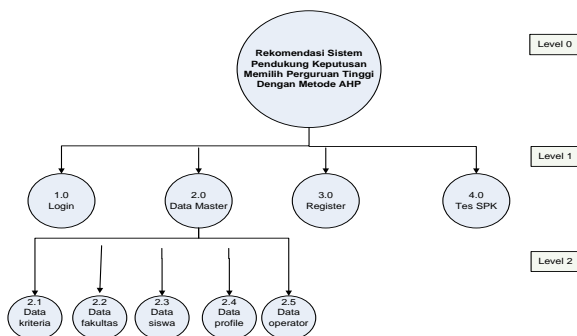 Rekomendasi Sistem
Pendukung Keputusan
Memilih Perguruan Tinggi
Dengan Metode AHP
Level 0
Level 1
1.0
Login
2.0
Data Master
3.0
Register
4.0
Tes SPK
Level 2
2.1
Data
kriteria
2.2
Data
fakultas
2.3
Data
siswa
2.4
Data
profile
2.5
Data
operator